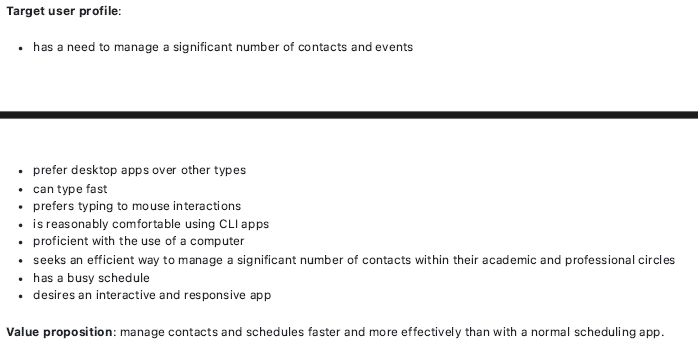 Target user profile:
• has a need to manage a significant number of contacts and events
• prefer desktop apps over other types
• can type fast
• prefers typing to mouse interactions
• is reasonably comfortable using CLI apps
• proficient with the use of a computer
• seeks an efficient way to manage a significant number of contacts within their academic and professional circles
• has a busy schedule
• desires an interactive and responsive app
Value proposition: manage contacts and schedules faster and more effectively than with a normal scheduling app.